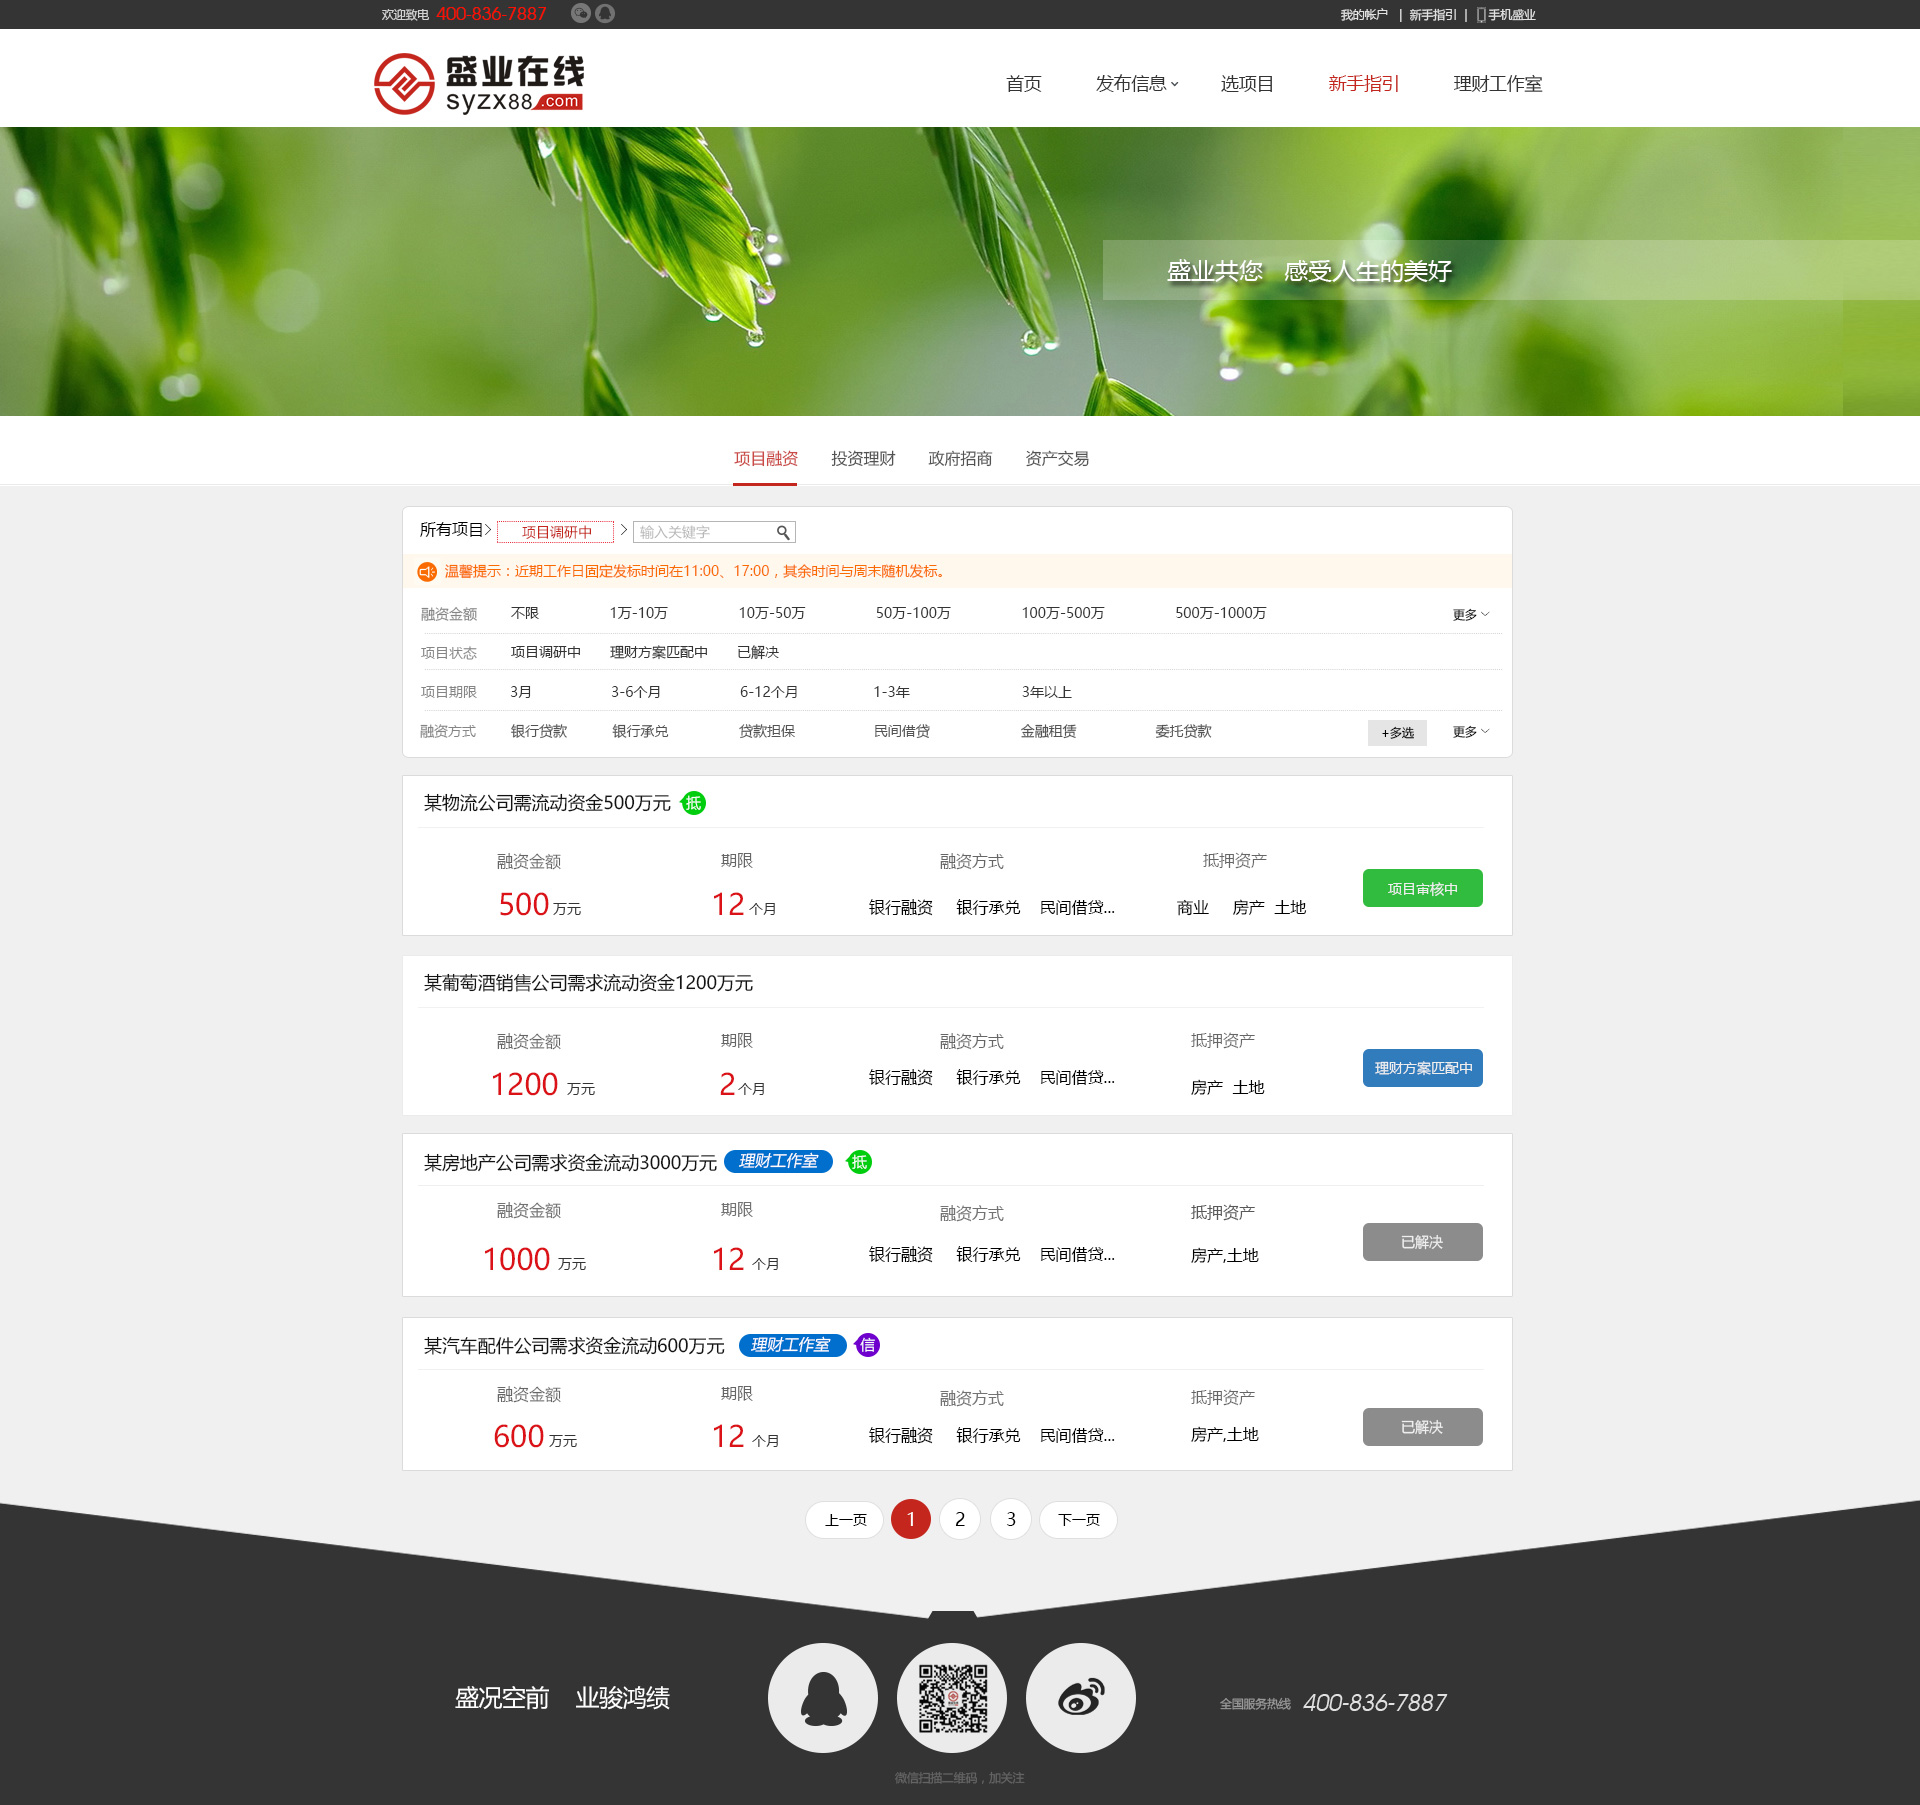 欢迎致电 400-836-7887 我的帐户 | 新手指引 | 手机盛业
盛业在线
syzx88.com
首页 发布信息 选项目 新手指引 理财工作室
盛业共您 感受人生的美好
项目融资 投资理财 政府招商 资产交易
所有项目> 项目调研中 > 输入关键字
温馨提示：近期工作日固定发标时间在11:00、17:00，其余时间与周末随机发标。
融资金额 不限 1万-10万 10万-50万 50万-100万 100万-500万 500万-1000万 更多
项目状态 项目调研中 理财方案匹配中 已解决
项目期限 3月 3-6个月 6-12个月 1-3年 3年以上
融资方式 银行贷款 银行承兑 贷款担保 民间借贷 金融租赁 委托贷款 +多选 更多
某物流公司需流动资金500万元 抵
融资金额 期限 融资方式 抵押资产
500万元 12个月 银行融资 银行承兑 民间借贷... 商业 房产 土地 项目审核中
某葡萄酒销售公司需求流动资金1200万元
融资金额 期限 融资方式 抵押资产
1200 万元 2个月 银行融资 银行承兑 民间借贷... 房产 土地 理财方案匹配中
某房地产公司需求资金流动3000万元 理财工作室 抵
融资金额 期限 融资方式 抵押资产
1000 万元 12 个月 银行融资 银行承兑 民间借贷... 房产,土地 已解决
某汽车配件公司需求资金流动600万元 理财工作室 信
融资金额 期限 融资方式 抵押资产
600 万元 12 个月 银行融资 银行承兑 民间借贷... 房产,土地 已解决
上一页 1 2 3 下一页
盛况空前 业骏鸿绩 全国服务热线 400-836-7887
微信扫描二维码，加关注